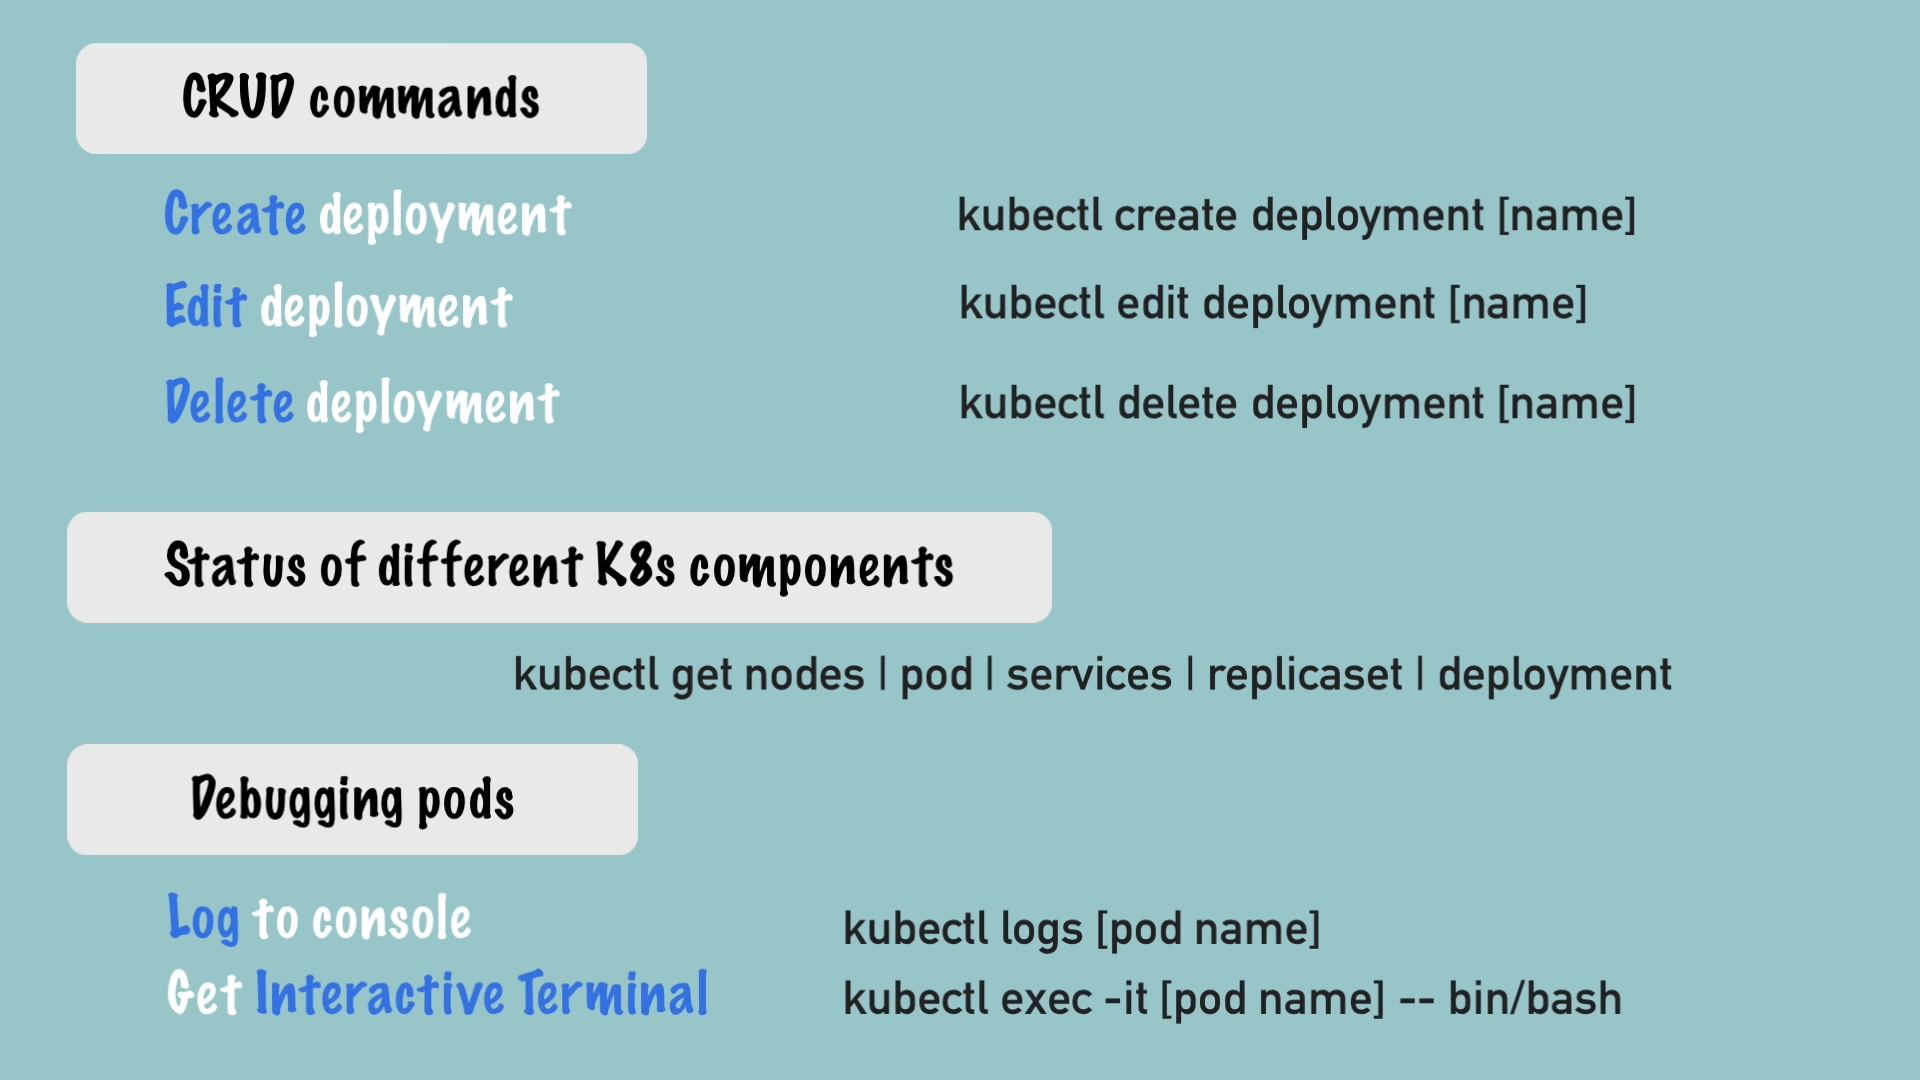 CRUD commands
Create deployment kubectl create deployment [name]
Edit deployment kubectl edit deployment [name]
Delete deployment kubectl delete deployment [name]
Status of different K8s components
kubectl get nodes | pod | services | replicaset | deployment
Debugging pods
Log to console kubectl logs [pod name]
Get Interactive Terminal kubectl exec -it [pod name] -- bin/bash